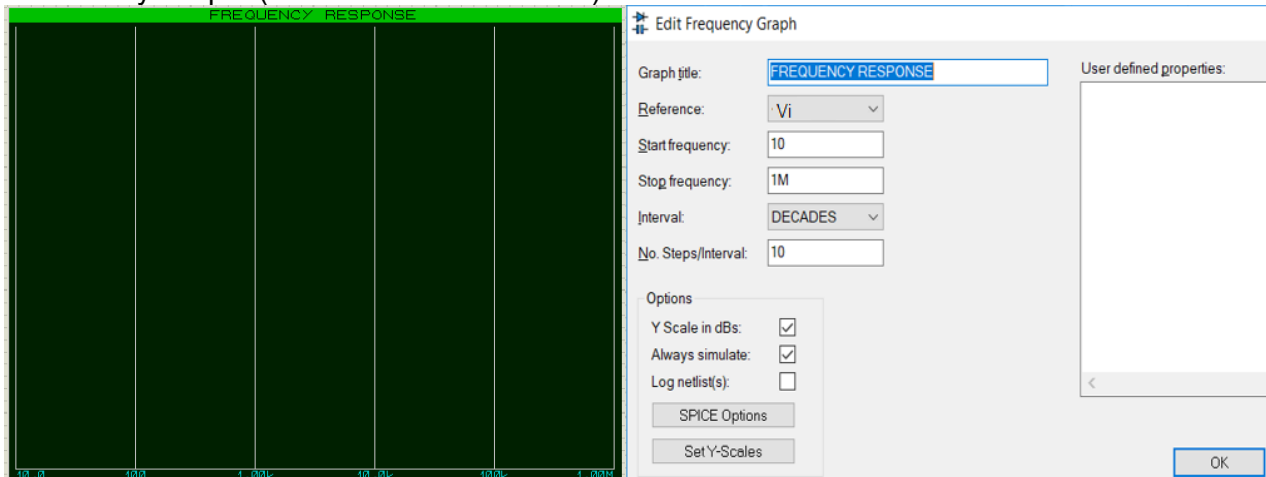 FREQUENCY RESPONSE
10.0 100 1.00k 10.0k 100k 1.00M
Edit Frequency Graph
Graph title: FREQUENCY RESPONSE
User defined properties:
Reference: Vi
Start frequency: 10
Stop frequency: 1M
Interval: DECADES
No. Steps/Interval: 10
Options
Y Scale in dBs:
Always simulate:
Log netlist(s):
SPICE Options
Set Y-Scales
OK